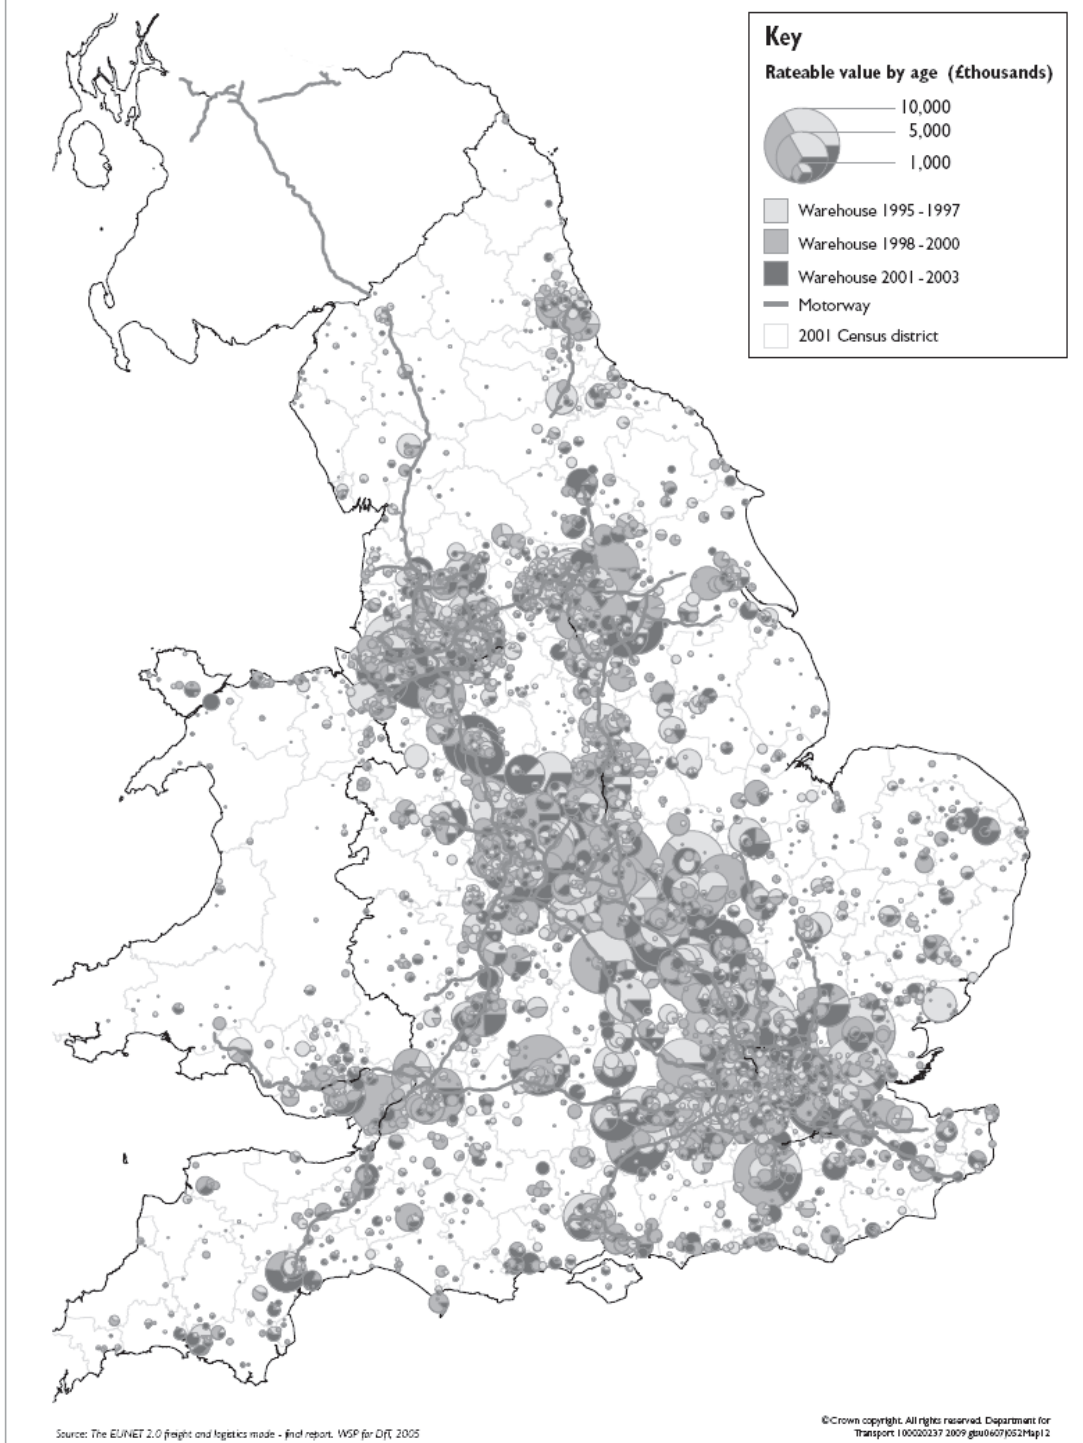 Key
Rateable value by age (£thousands)
10,000
5,000
1,000
Warehouse 1995-1997
Warehouse 1998-2000
Warehouse 2001-2003
Motorway
2001 Census district
Source: The EUNET 2.0 freight and logistics mode - final report. WSP for DfT, 2005
©Crown copyright. All rights reserved. Department for
Transport 100020237 2009 gisu0607j052Map12